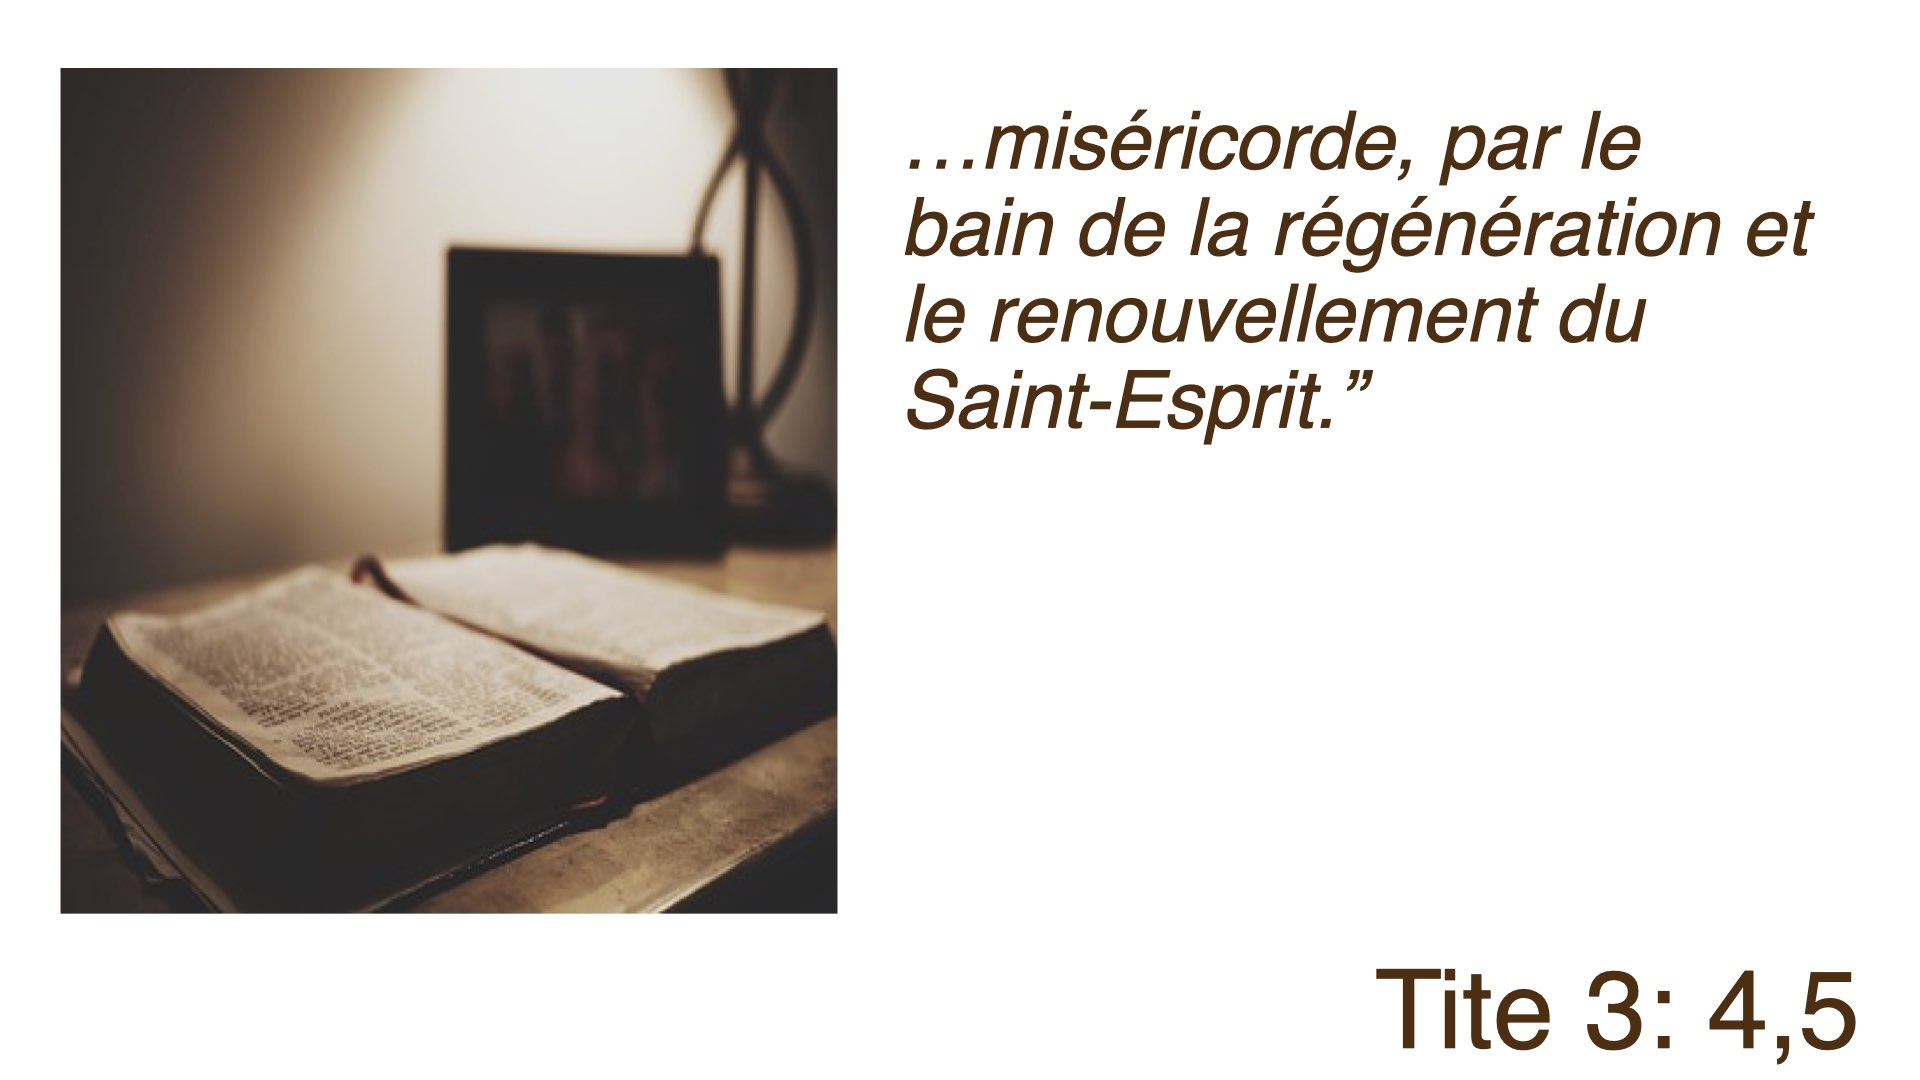 …miséricorde, par le
bain de la régénération et
le renouvellement du
Saint-Esprit.”
Tite 3: 4,5